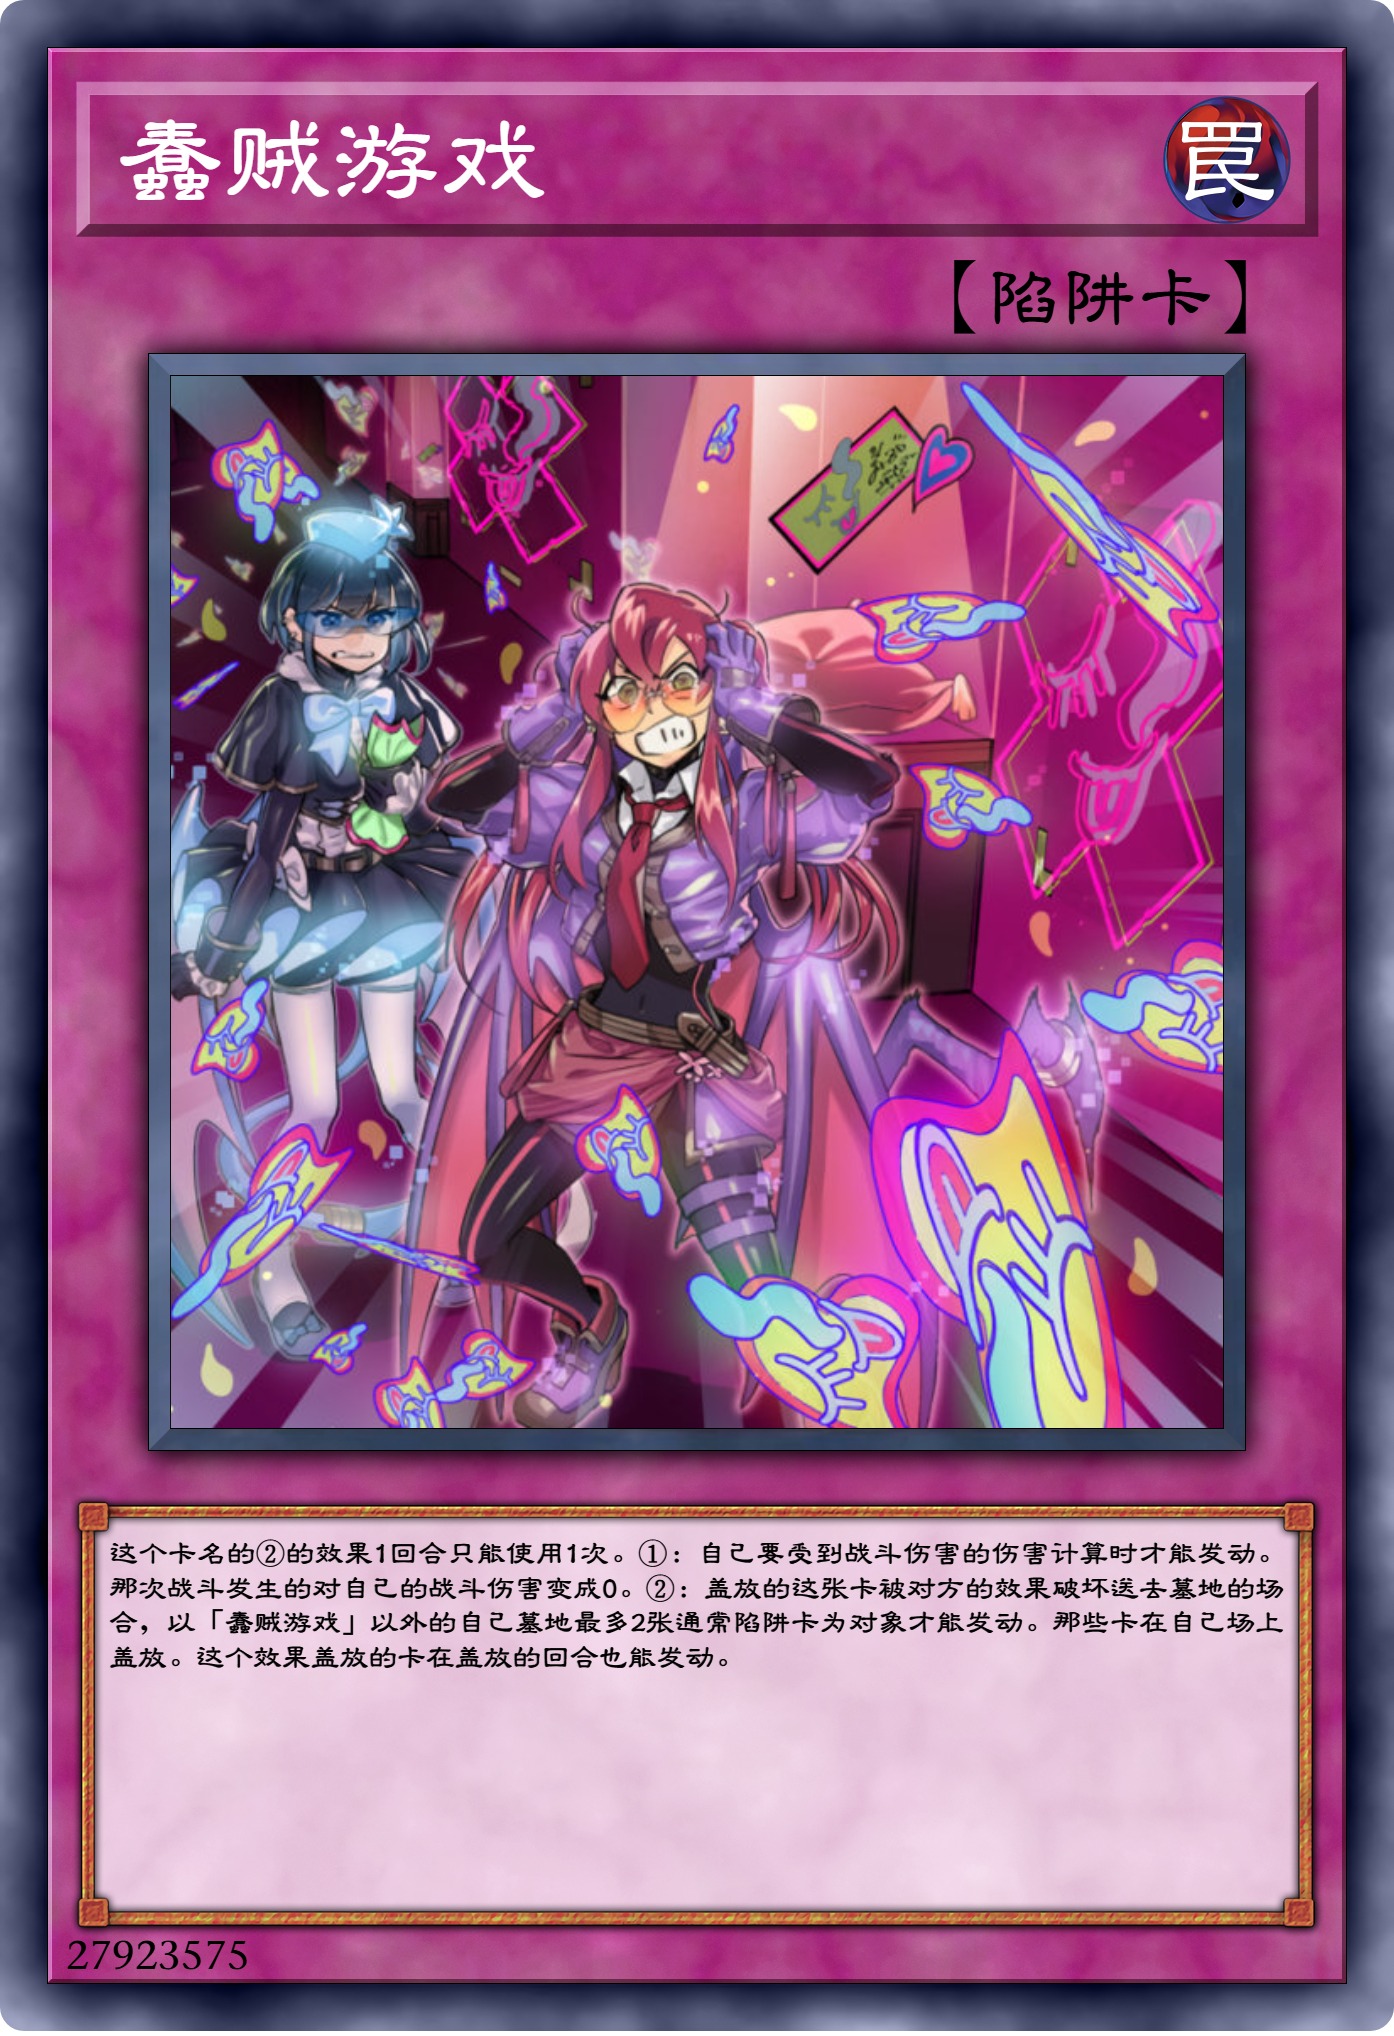 蠢贼游戏
罠
【陷阱卡】
这个卡名的②的效果1回合只能使用1次。①：自己要受到战斗伤害的伤害计算时才能发动。
那次战斗发生的对自己的战斗伤害变成0。②：盖放的这张卡被对方的效果破坏送去墓地的场
合，以「蠢贼游戏」以外的自己墓地最多2张通常陷阱卡为对象才能发动。那些卡在自己场上
盖放。这个效果盖放的卡在盖放的回合也能发动。
27923575